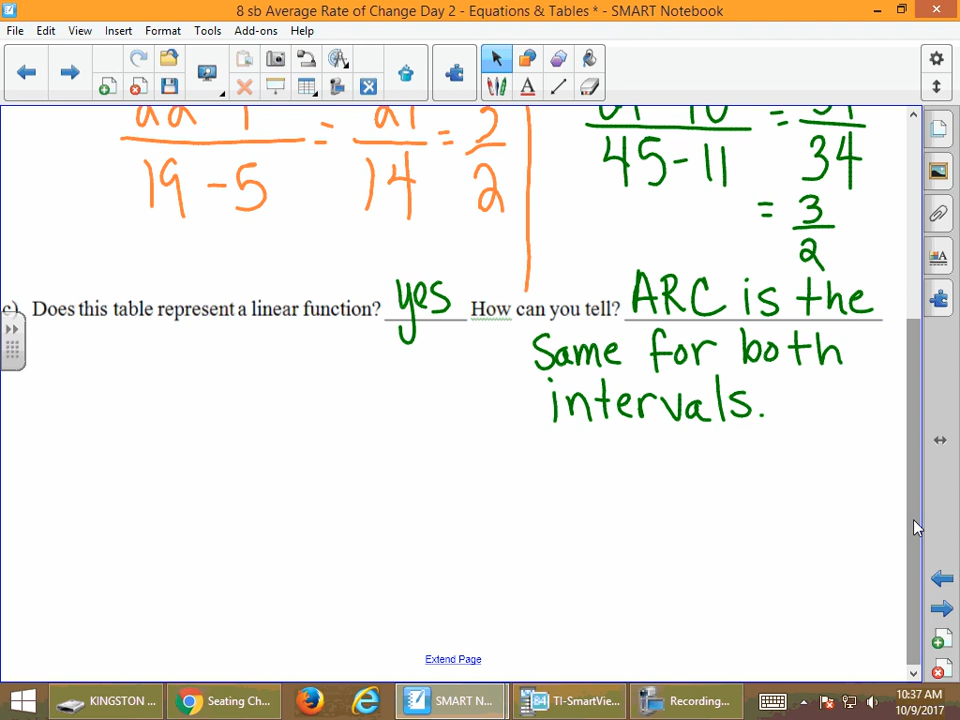 8 sb Average Rate of Change Day 2 - Equations & Tables * - SMART Notebook
File Edit View Insert Format Tools Add-ons Help
19 - 5
14
2
=
=
45 - 11
=
34
= 3
2
c). Does this table represent a linear function? yes How can you tell? ARC is the
same for both
intervals.
Extend Page
KINGSTON ... Seating Ch... SMART N... TI-SmartVie... Recording...
84
10:37 AM
10/9/2017